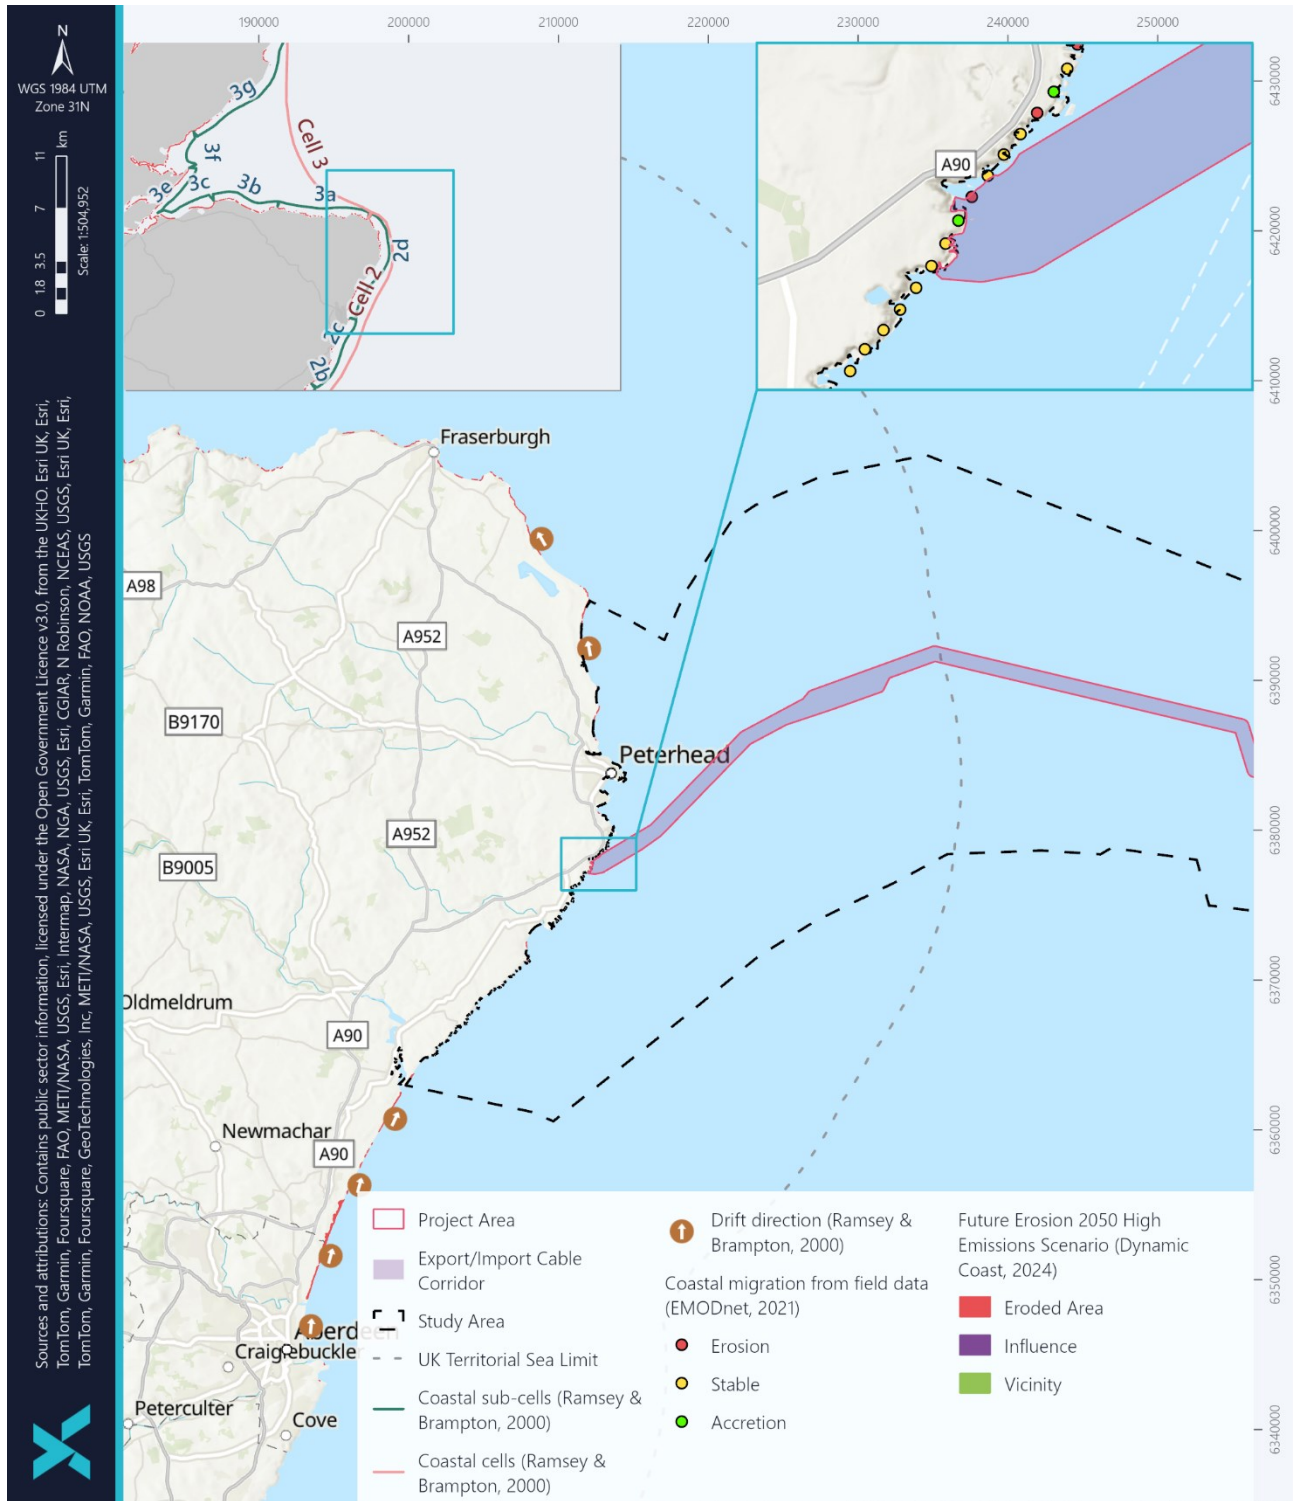 190000
200000
210000
220000
230000
240000
250000
N
WGS 1984 UTM
Zone 31N
0 1.8 3.5 7 11
km
Scale: 1:504,952
Sources and attributions: Contains public sector information, licensed under the Open Government Licence v3.0, from the UKHO. Esri UK, Esri,
TomTom, Garmin, Foursquare, FAO, METI/NASA, USGS, Esri, Intermap, NASA, NGA, USGS, Esri, CGIAR, N Robinson, NCEAS, USGS, Esri UK, Esri,
TomTom, Garmin, Foursquare, GeoTechnologies, Inc, METI/NASA, USGS, Esri UK, Esri, TomTom, Garmin, FAO, NOAA, USGS
3g
Cell 3
3f
3e
3c
3b
3a
2d
Cell 2
2c
2b
A90
6430000
6420000
6410000
6400000
6390000
6380000
6370000
6360000
6350000
6340000
Fraserburgh
A98
A952
B9170
Peterhead
A952
B9005
Oldmeldrum
A90
Newmachar
A90
Aberdeen
Craigiebuckler
Peterculter
Cove
Project Area
Export/Import Cable
Corridor
Study Area
UK Territorial Sea Limit
Coastal sub-cells (Ramsey &
Brampton, 2000)
Coastal cells (Ramsey &
Brampton, 2000)
Drift direction (Ramsey &
Brampton, 2000)
Coastal migration from field data
(EMODnet, 2021)
Erosion
Stable
Accretion
Future Erosion 2050 High
Emissions Scenario (Dynamic
Coast, 2024)
Eroded Area
Influence
Vicinity